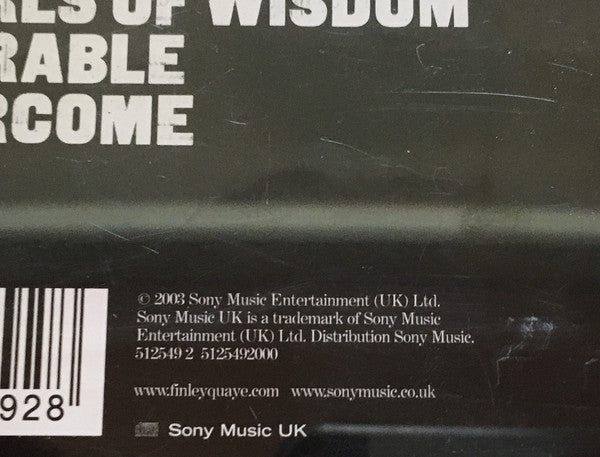 RLS OF WISDOM
RABLE
RCOME
© 2003 Sony Music Entertainment (UK) Ltd.
Sony Music UK is a trademark of Sony Music
Entertainment (UK) Ltd. Distribution Sony Music.
512549 2 5125492000
www.finleyquaye.com www.sonymusic.co.uk
928
Sony Music UK